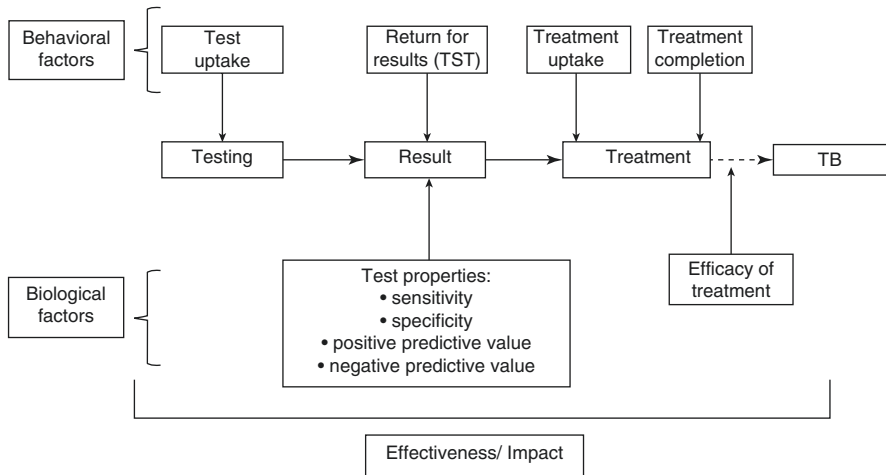 Behavioral
factors
Test
uptake
Return for
results (TST)
Treatment
uptake
Treatment
completion
Testing
Result
Treatment
TB
Biological
factors
Test properties:
• sensitivity
• specificity
• positive predictive value
• negative predictive value
Efficacy of
treatment
Effectiveness/ Impact